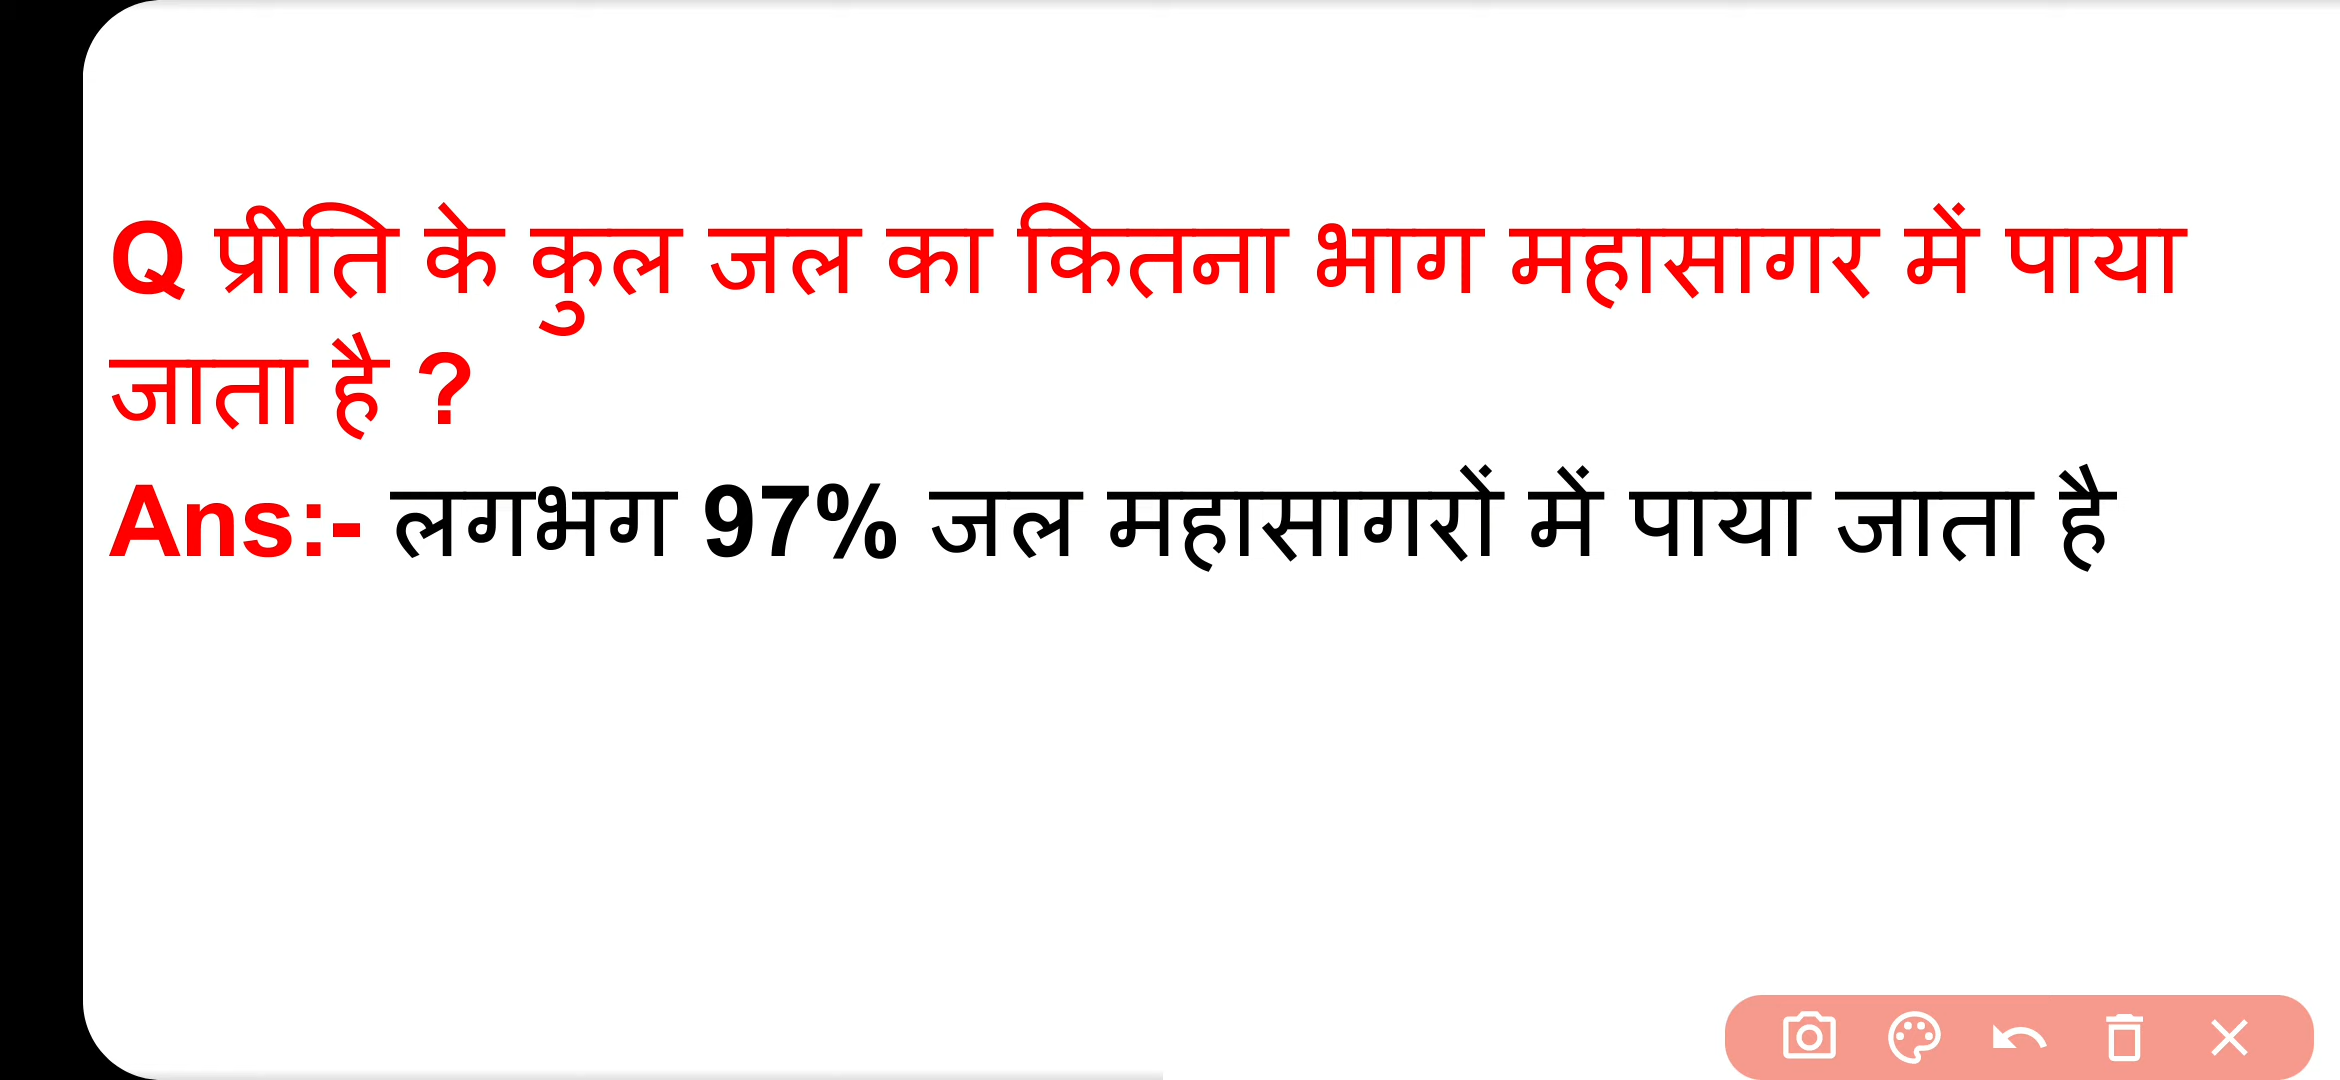 Q प्रीति के कुल जल का कितना भाग महासागर में पाया
जाता है ?
Ans:- लगभग 97% जल महासागरों में पाया जाता है